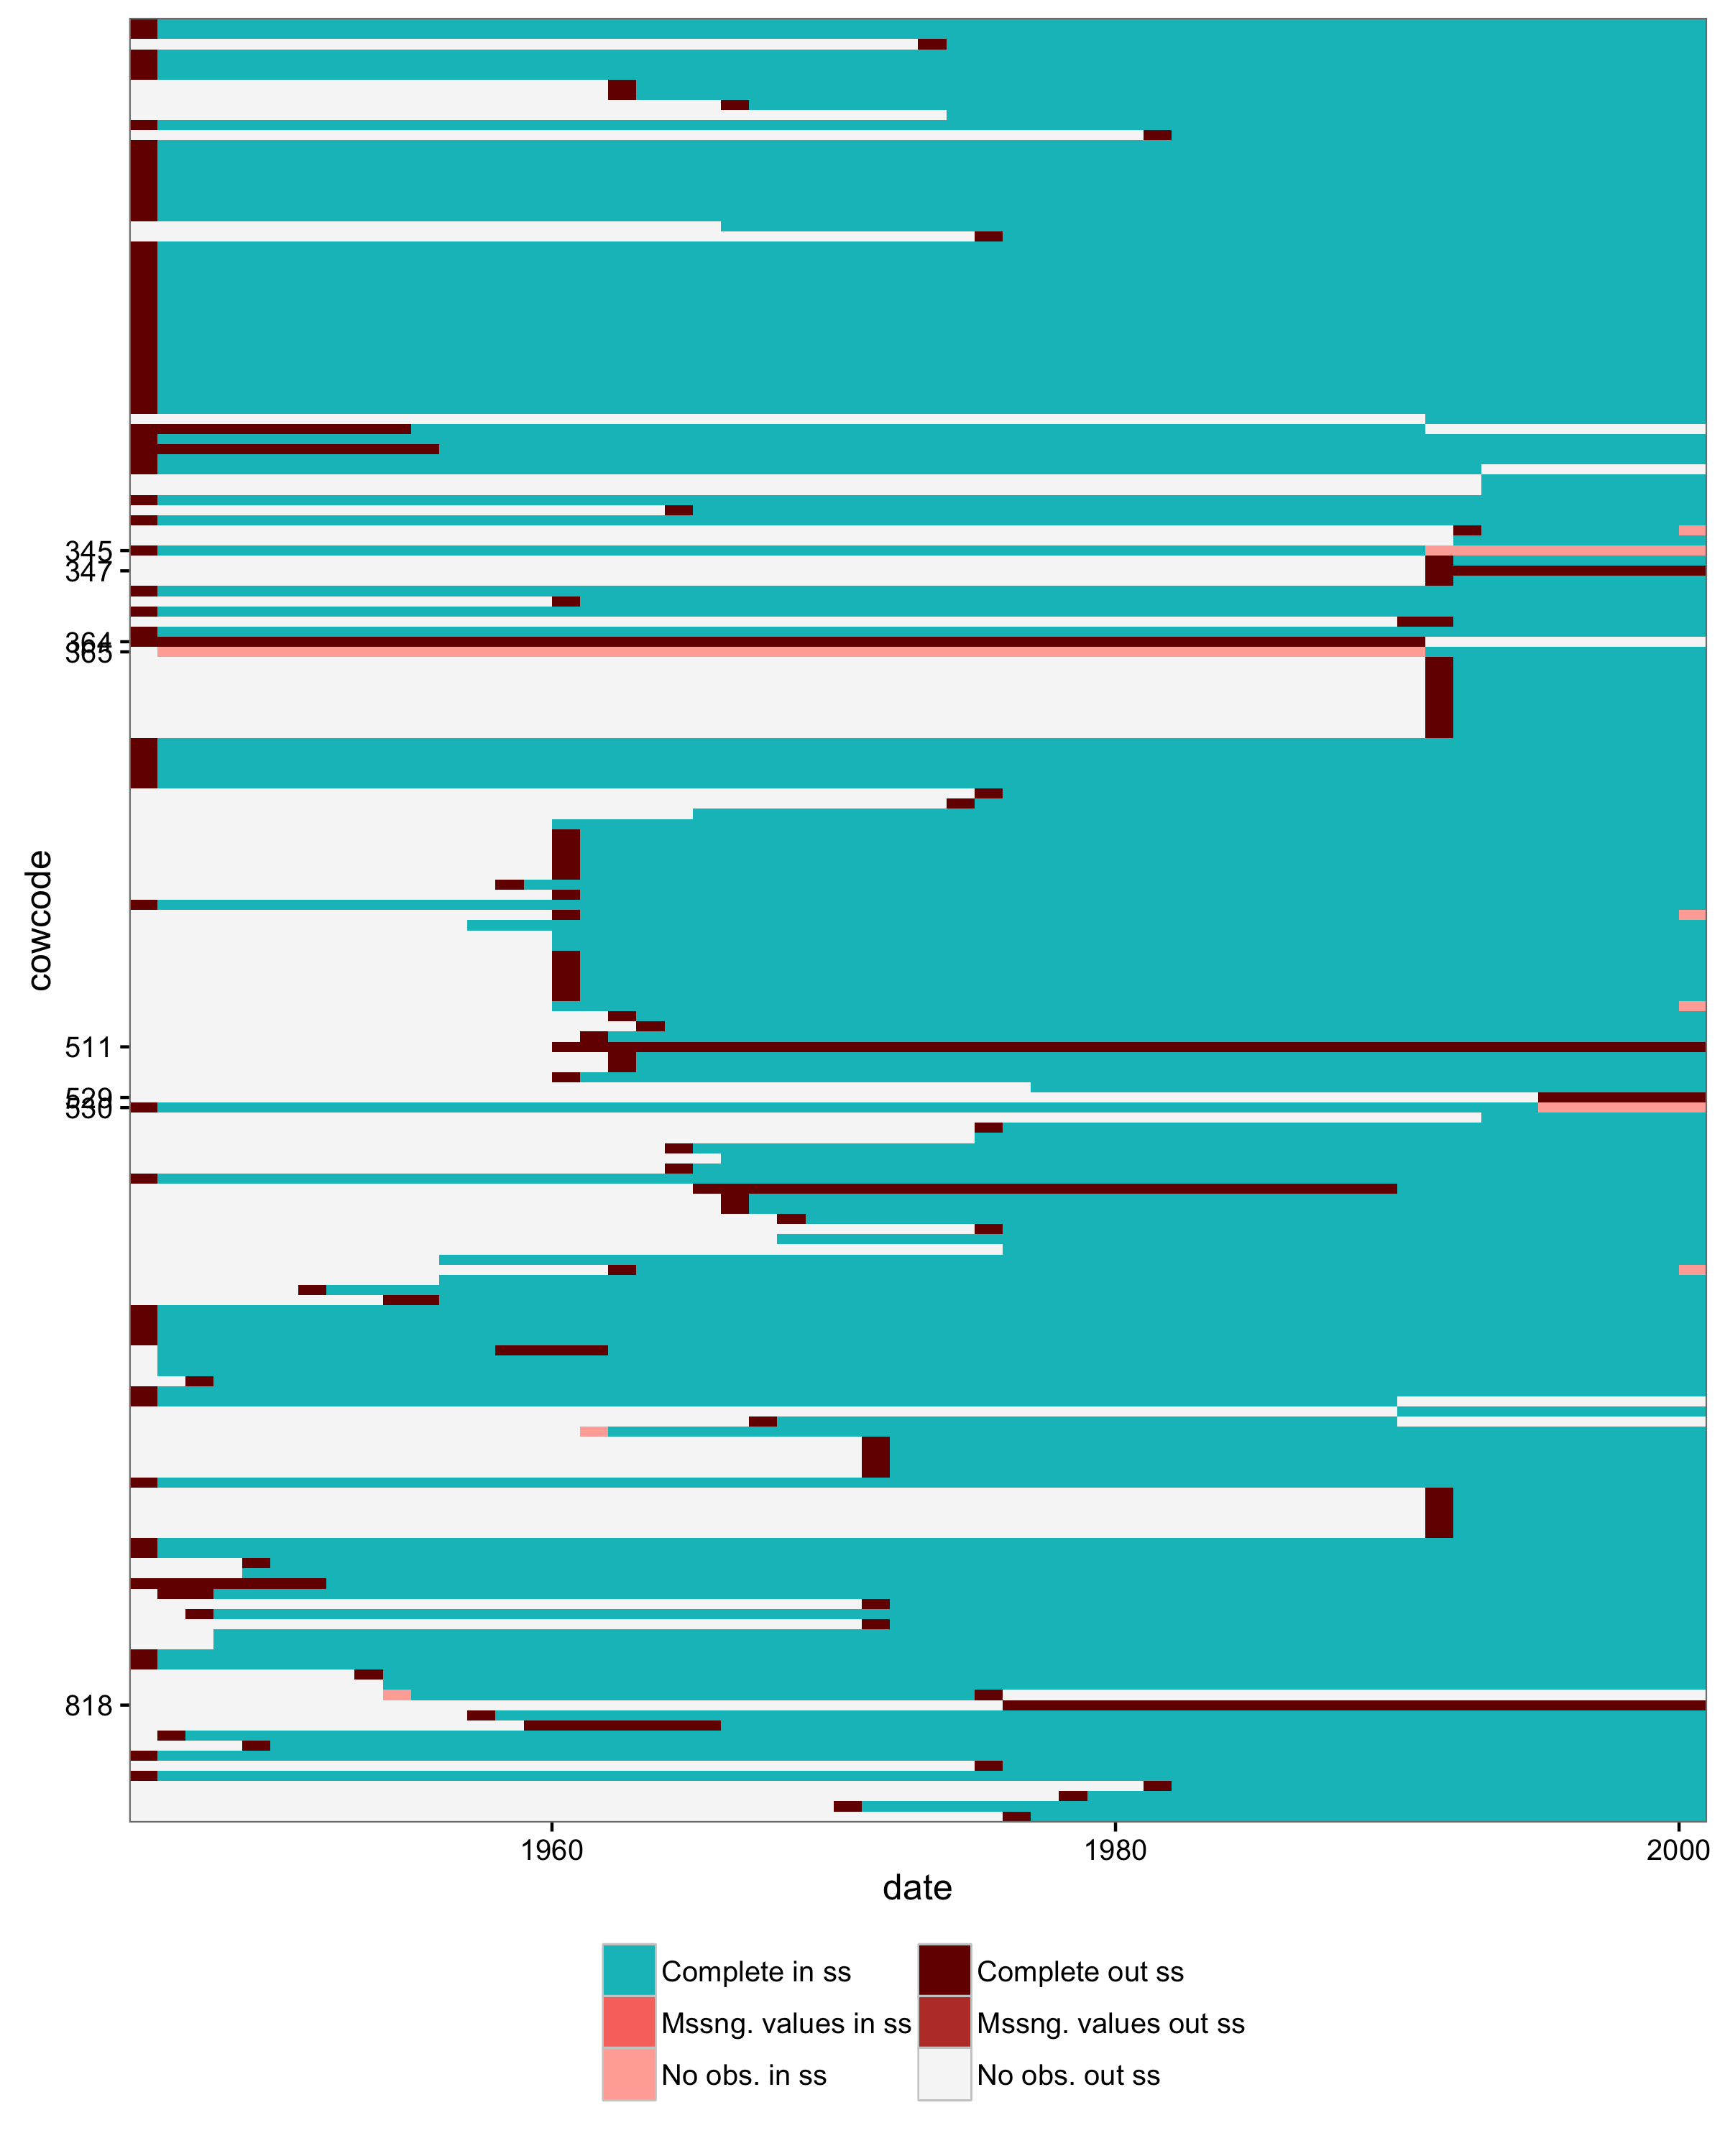 345
347
364
365
511
529
530
818
cowcode
1960
1980
2000
date
Complete in ss
Complete out ss
Mssng. values in ss
Mssng. values out ss
No obs. in ss
No obs. out ss